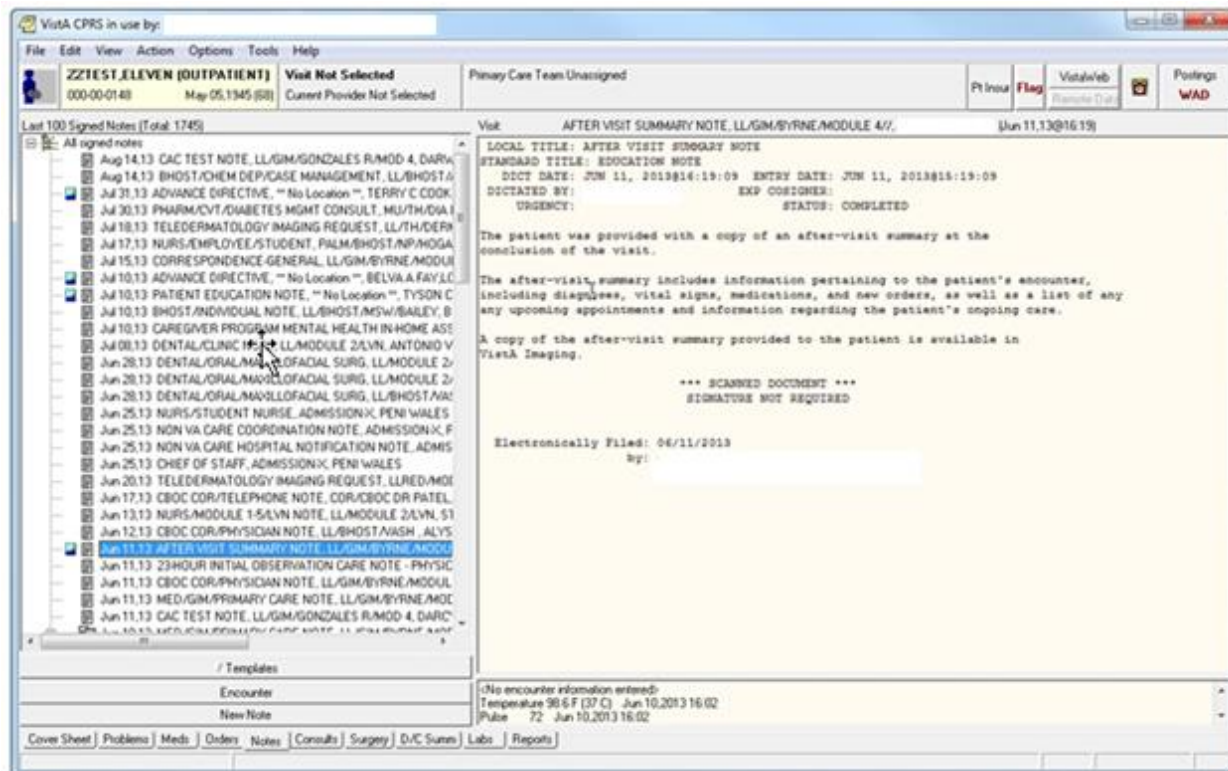 VistA CPRS in use by:
File Edit View Action Options Tools Help
ZZTEST,ELEVEN (OUTPATIENT) Visit Not Selected Primary Care Team Unassigned Pt Insur Flag VistaWeb Postings
000-00-0148 May 05,1945 (68) Current Provider Not Selected Remote Data WAD
Last 100 Signed Notes (Total: 1745)
All signed notes
Aug 14,13 CAC TEST NOTE, LL/GIM/GONZALES R/MOD 4, DARW
Aug 14,13 BHOST/CHEM DEP/CASE MANAGEMENT, LL/BHOST/
Jul 31,13 ADVANCE DIRECTIVE, ** No Location **, TERRY C COOK
Jul 30,13 PHARM/CVT/DIABETES MGMT CONSULT, MU/TH/DIA
Jul 18,13 TELEDERMATOLOGY IMAGING REQUEST, LL/TH/DERM
Jul 17,13 NURS/EMPLOYEE/STUDENT, PALM/BHOST/NP/HOGA
Jul 15,13 CORRESPONDENCE-GENERAL, LL/GIM/BYRNE/MODU
Jul 10,13 ADVANCE DIRECTIVE, ** No Location **, BELVA A FAY,LC
Jul 10,13 PATIENT EDUCATION NOTE, ** No Location **, TYSON C
Jul 10,13 BHOST/INDIVIDUAL NOTE, LL/BHOST/MSW/BAILEY, B
Jul 10,13 CAREGIVER PROGRAM MENTAL HEALTH IN-HOME ASS
Jul 08,13 DENTAL/CLINIC LL/MODULE 2/LVN, ANTONIO V
Jun 28,13 DENTAL/ORAL/MAXILLOFACIAL SURG, LL/MODULE 2/
Jun 28,13 DENTAL/ORAL/MAXILLOFACIAL SURG, LL/MODULE 2/
Jun 28,13 DENTAL/ORAL/MAXILLOFACIAL SURG, LL/BHOST/VAS
Jun 25,13 NURS/STUDENT NURSE, ADMISSION-X, PENI WALES
Jun 25,13 NON VA CARE COORDINATION NOTE, ADMISSION-X, P
Jun 25,13 NON VA CARE HOSPITAL NOTIFICATION NOTE, ADMIS
Jun 25,13 CHIEF OF STAFF, ADMISSION-X, PENI WALES
Jun 20,13 TELEDERMATOLOGY IMAGING REQUEST, LLRED/MOD
Jun 17,13 CBOC COR/TELEPHONE NOTE, COR/CBOC DR PATEL,
Jun 13,13 NURS/MODULE 1-5/LVN NOTE, LL/MODULE 2/LVN, ST
Jun 12,13 CBOC COR/PHYSICIAN NOTE, LL/BHOST/VASH , ALYS
Jun 11,13 AFTER VISIT SUMMARY NOTE, LL/GIM/BYRNE/MODU
Jun 11,13 23HOUR INITIAL OBSERVATION CARE NOTE - PHYSIC
Jun 11,13 CBOC COR/PHYSICIAN NOTE, LL/GIM/BYRNE/MODUL
Jun 11,13 MED/GIM/PRIMARY CARE NOTE, LL/GIM/BYRNE/MOD
Jun 11,13 CAC TEST NOTE, LL/GIM/GONZALES R/MOD 4, DARC
/ Templates
Encounter
New Note
Visit: AFTER VISIT SUMMARY NOTE, LL/GIM/BYRNE/MODULE 4//, (Jun 11,13@16:19)
LOCAL TITLE: AFTER VISIT SUMMARY NOTE
STANDARD TITLE: EDUCATION NOTE
DICT DATE: JUN 11, 2013@16:19:09 ENTRY DATE: JUN 11, 2013@15:19:09
DICTATED BY: EXP COSIGNER:
URGENCY: STATUS: COMPLETED
The patient was provided with a copy of an after-visit summary at the
conclusion of the visit.
The after-visit summary includes information pertaining to the patient's encounter,
including diagnoses, vital signs, medications, and new orders, as well as a list of any
any upcoming appointments and information regarding the patient's ongoing care.
A copy of the after-visit summary provided to the patient is available in
VistA Imaging.
*** SCANNED DOCUMENT ***
SIGNATURE NOT REQUIRED
Electronically Filed: 06/11/2013
by:
<No encounter information entered>
Temperature 98.6 F (37 C) Jun 10,2013 16:02
Pulse 72 Jun 10,2013 16:02
Cover Sheet Problems Meds Orders Notes Consults Surgery D/C Summ Labs Reports